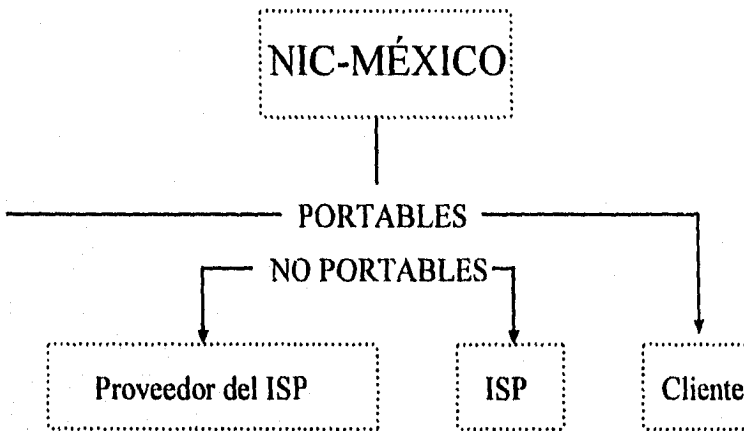 NIC-MÉXICO
PORTABLES
NO PORTABLES
Proveedor del ISP
ISP
Cliente